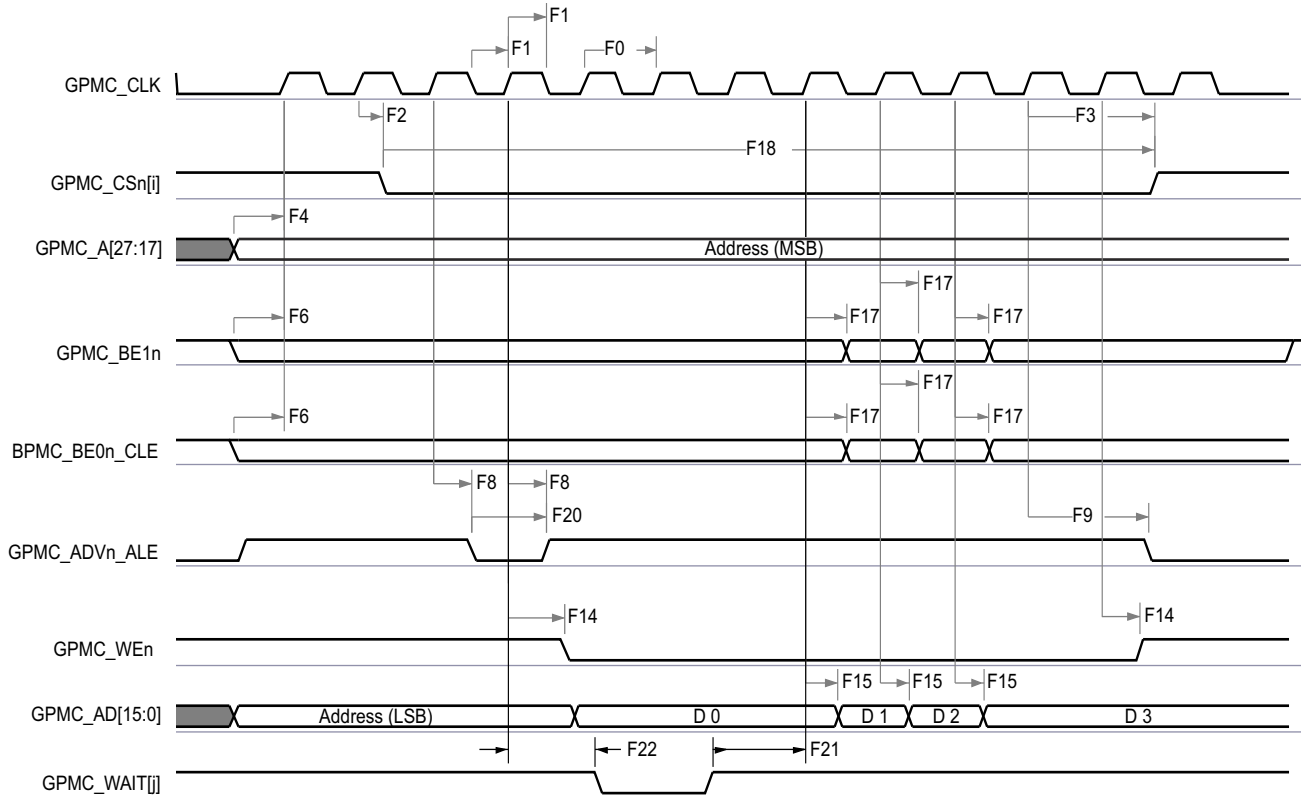 F1
F1 F0
GPMC_CLK
F2 F3
F18
GPMC_CSn[i]
F4
GPMC_A[27:17] Address (MSB)
F17
F6 F17 F17
GPMC_BE1n
F17
F6 F17 F17
BPMC_BE0n_CLE
F8 F8
F20 F9
GPMC_ADVn_ALE
F14 F14
GPMC_WEn
F15 F15 F15
GPMC_AD[15:0] Address (LSB) D 0 D 1 D 2 D 3
F22 F21
GPMC_WAIT[j]